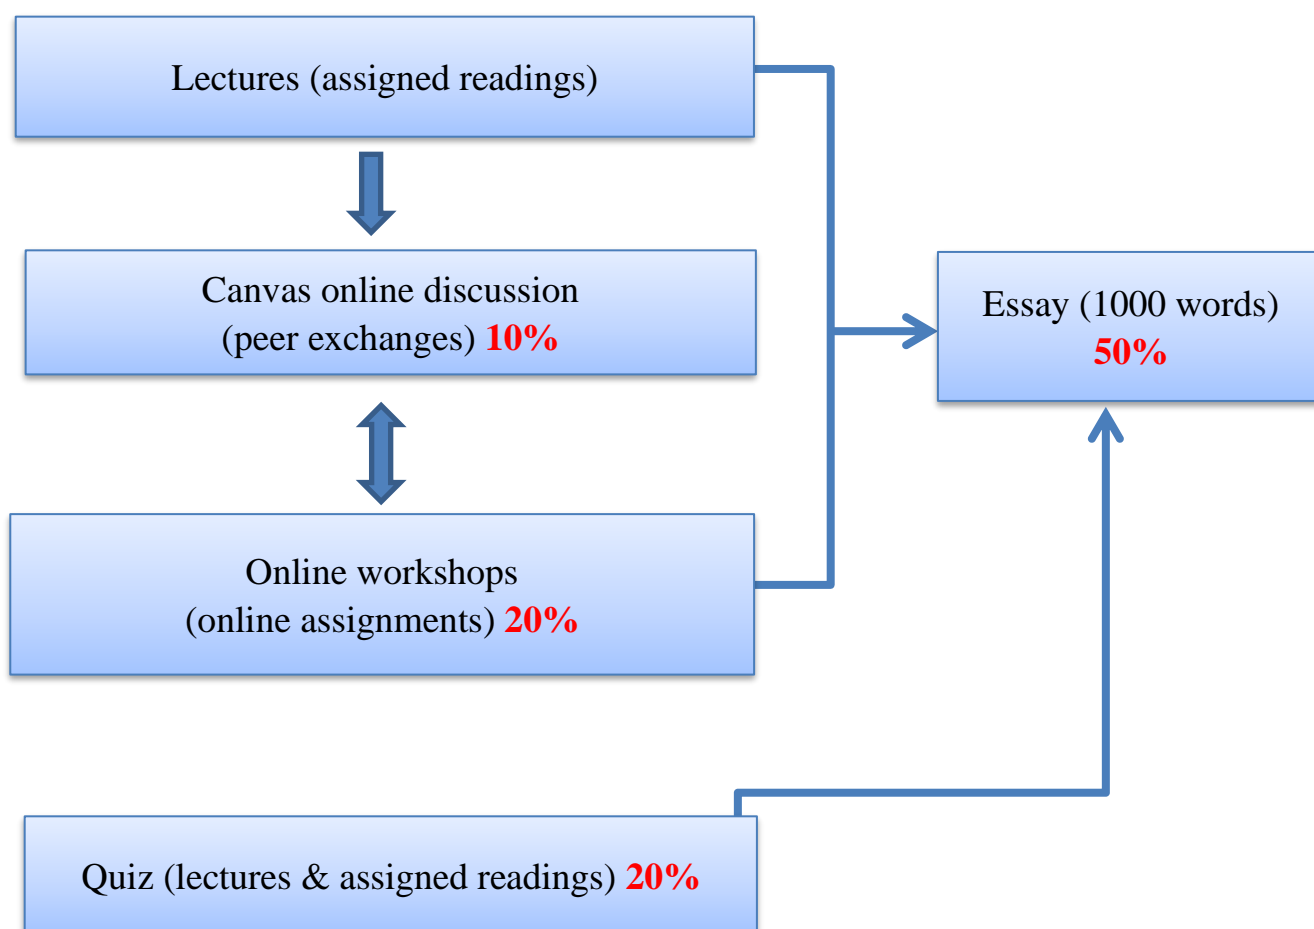 Lectures (assigned readings)
Canvas online discussion
(peer exchanges) 10%
Essay (1000 words)
50%
Online workshops
(online assignments) 20%
Quiz (lectures & assigned readings) 20%